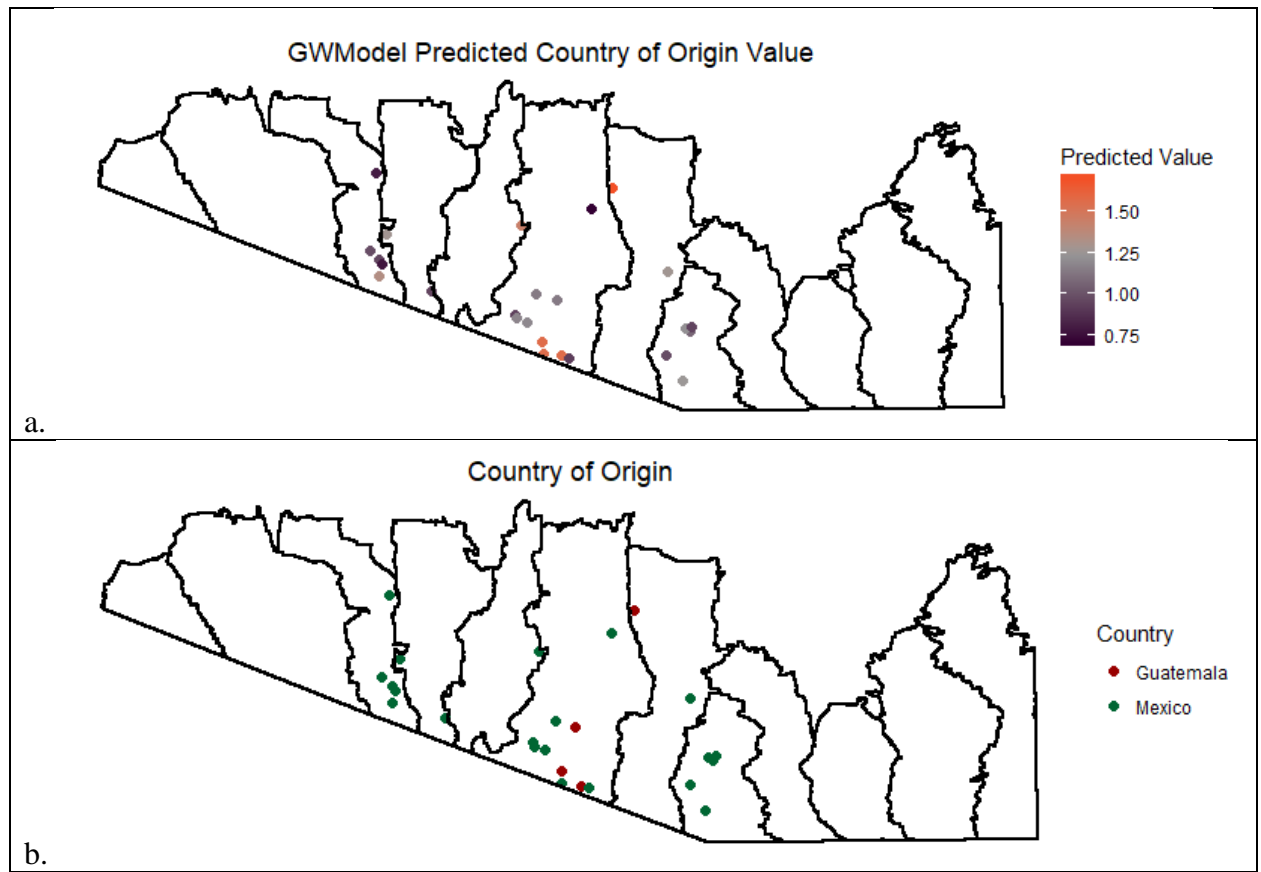 GWModel Predicted Country of Origin Value
Predicted Value
1.50
1.25
1.00
0.75
a.
Country of Origin
Country
Guatemala
Mexico
b.